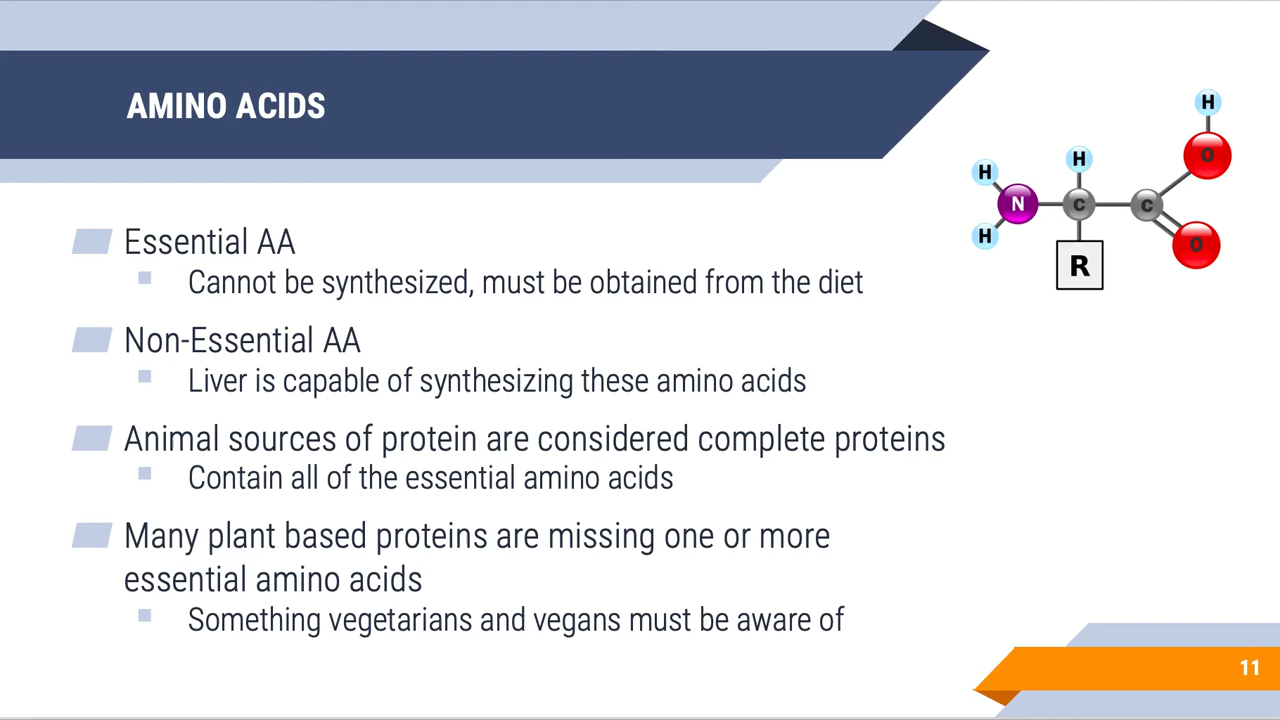 AMINO ACIDS
Essential AA
Cannot be synthesized, must be obtained from the diet
Non-Essential AA
Liver is capable of synthesizing these amino acids
Animal sources of protein are considered complete proteins
Contain all of the essential amino acids
Many plant based proteins are missing one or more
essential amino acids
Something vegetarians and vegans must be aware of
H
O
H
H
N
C
C
H
O
R
11